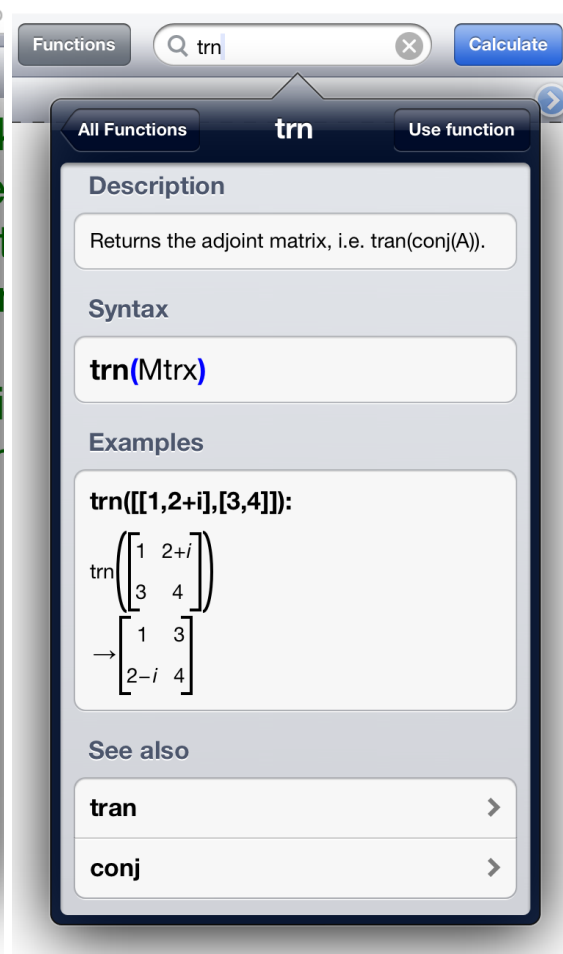 Functions
trn
Calculate
All Functions
trn
Use function
Description
Returns the adjoint matrix, i.e. tran(conj(A)).
Syntax
trn(Mtrx)
Examples
trn([[1,2+i],[3,4]]):
trn([1 2+i
3 4])
→[1 3
2−i 4]
See also
tran
conj